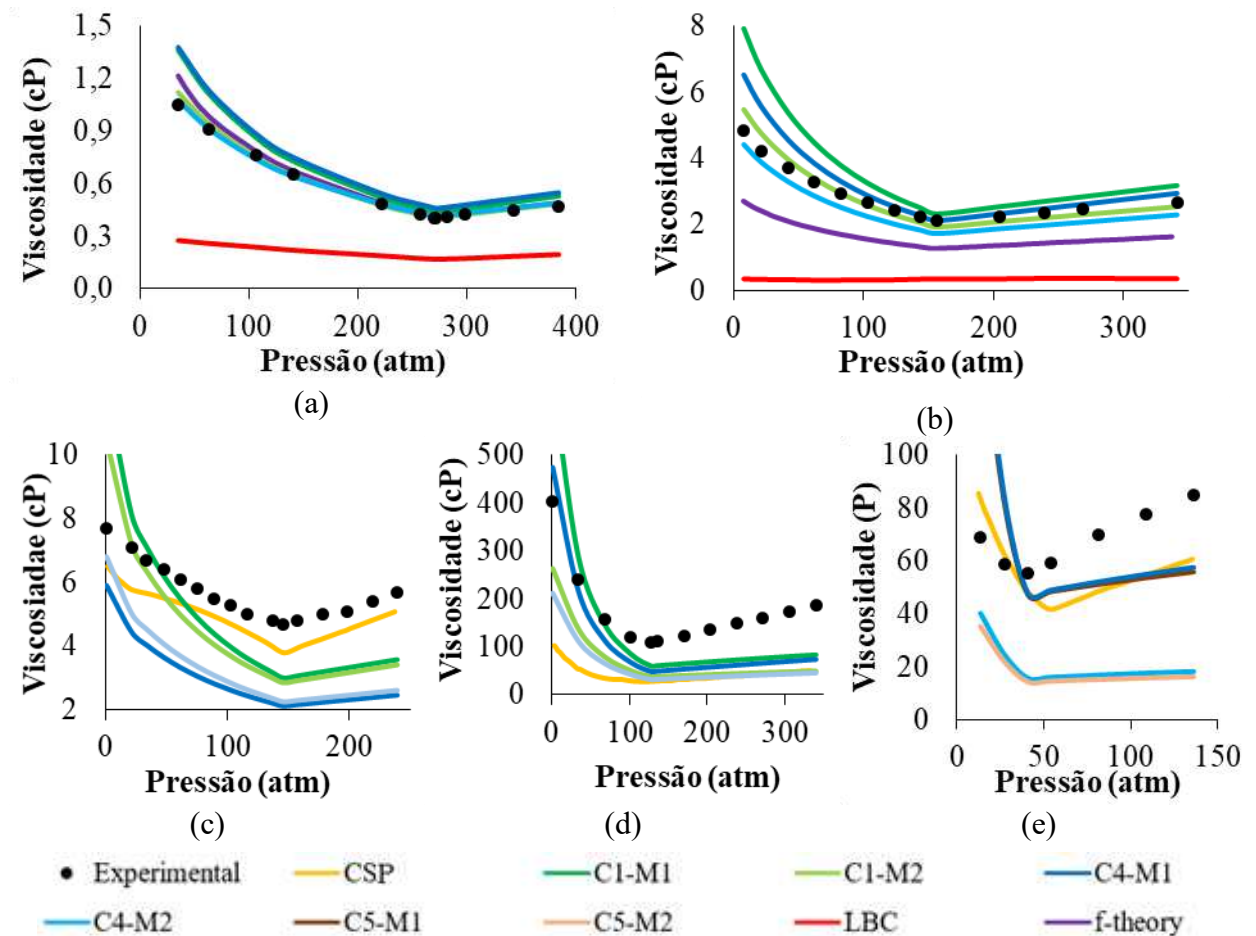 1,5
1,2
0,9
0,6
0,3
0,0
Viscosidade (cP)
0 100 200 300 400
Pressão (atm)
(a)
8
6
4
2
0
Viscosidade (cP)
0 100 200 300
Pressão (atm)
(b)
10
8
6
4
2
Viscosiadae (cP)
0 100 200
Pressão (atm)
(c)
500
400
300
200
100
0
Viscosidade (cP)
0 100 200 300
Pressão (atm)
(d)
100
80
60
40
20
0
Viscosidade (P)
0 50 100 150
Pressão (atm)
(e)
Experimental CSP C1-M1 C1-M2 C4-M1
C4-M2 C5-M1 C5-M2 LBC f-theory